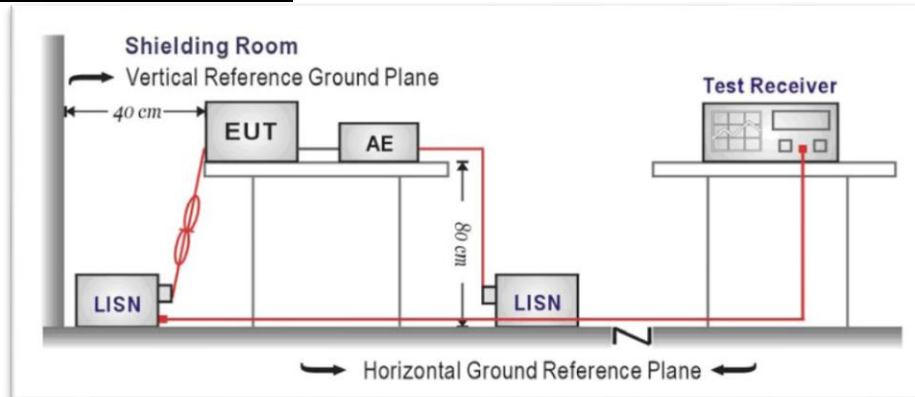 Shielding Room
Vertical Reference Ground Plane
Test Receiver
40 cm
EUT
AE
80 cm
LISN
LISN
Horizontal Ground Reference Plane